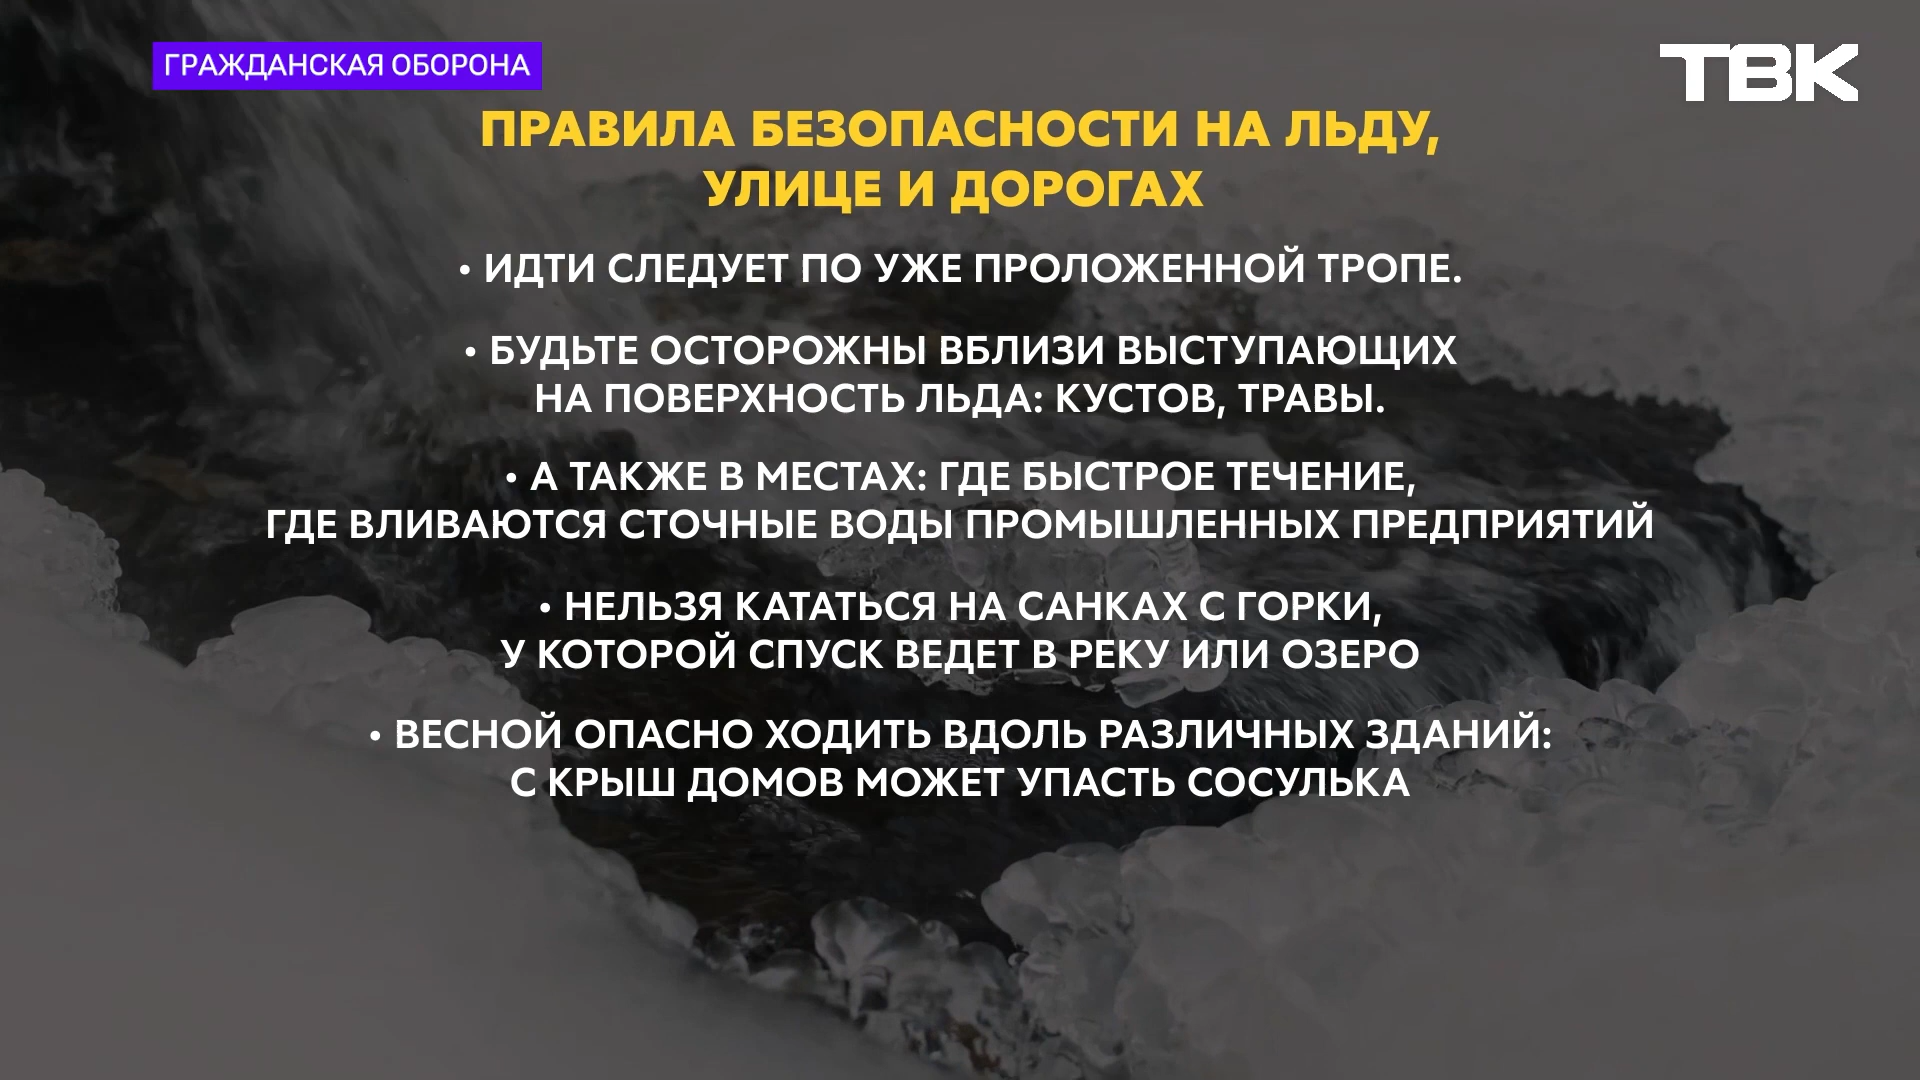 ГРАЖДАНСКАЯ ОБОРОНА
ТВК
ПРАВИЛА БЕЗОПАСНОСТИ НА ЛЬДУ,
УЛИЦЕ И ДОРОГАХ
• ИДТИ СЛЕДУЕТ ПО УЖЕ ПРОЛОЖЕННОЙ ТРОПЕ.
• БУДЬТЕ ОСТОРОЖНЫ ВБЛИЗИ ВЫСТУПАЮЩИХ
НА ПОВЕРХНОСТЬ ЛЬДА: КУСТОВ, ТРАВЫ.
• А ТАКЖЕ В МЕСТАХ: ГДЕ БЫСТРОЕ ТЕЧЕНИЕ,
ГДЕ ВЛИВАЮТСЯ СТОЧНЫЕ ВОДЫ ПРОМЫШЛЕННЫХ ПРЕДПРИЯТИЙ
• НЕЛЬЗЯ КАТАТЬСЯ НА САНКАХ С ГОРКИ,
У КОТОРОЙ СПУСК ВЕДЕТ В РЕКУ ИЛИ ОЗЕРО
• ВЕСНОЙ ОПАСНО ХОДИТЬ ВДОЛЬ РАЗЛИЧНЫХ ЗДАНИЙ:
С КРЫШ ДОМОВ МОЖЕТ УПАСТЬ СОСУЛЬКА